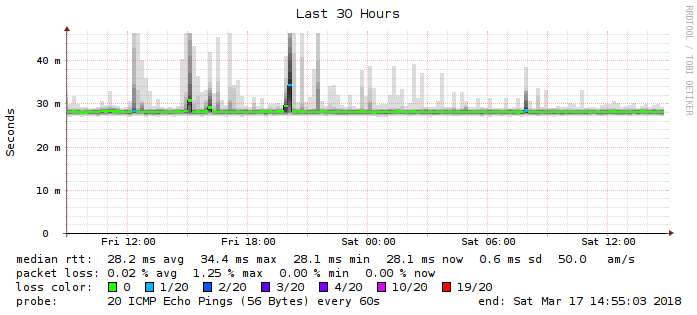 Last 30 Hours
RRDTOOL / TOBI OETIKER
Seconds
40 m
30 m
20 m
10 m
0
Fri 12:00 Fri 18:00 Sat 00:00 Sat 06:00 Sat 12:00
median rtt: 28.2 ms avg 34.4 ms max 28.1 ms min 28.1 ms now 0.6 ms sd 50.0 am/s
packet loss: 0.02 % avg 1.25 % max 0.00 % min 0.00 % now
loss color: 0 1/20 2/20 3/20 4/20 10/20 19/20
probe: 20 ICMP Echo Pings (56 Bytes) every 60s end: Sat Mar 17 14:55:03 2018